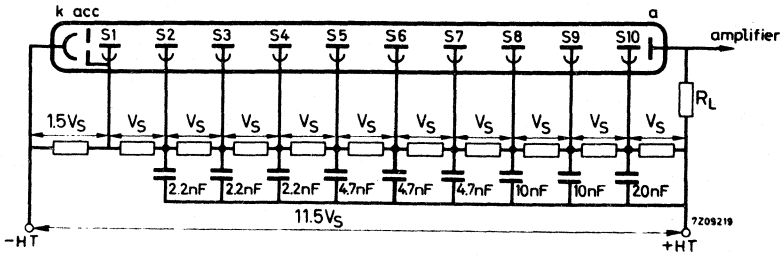 k acc
S1 S2 S3 S4 S5 S6 S7 S8 S9 S10
a
amplifier
RL
1.5VS VS VS VS VS VS VS VS VS VS VS
2.2nF 2.2nF 2.2nF 4.7nF 4.7nF 4.7nF 10nF 10nF 20nF
11.5VS
7Z09219
-HT
+HT